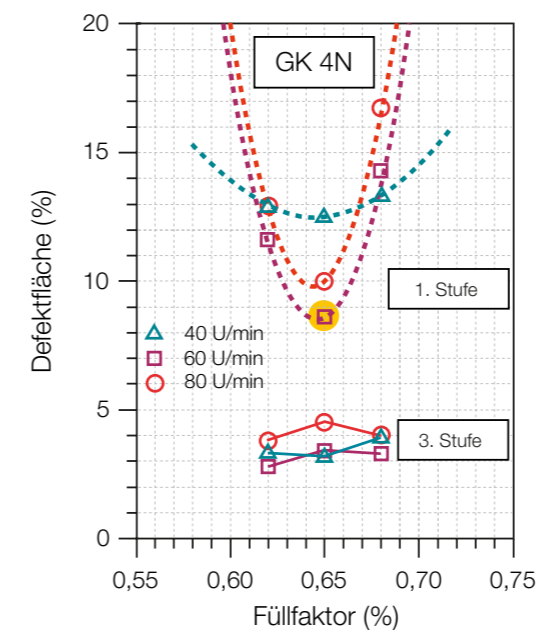 20
GK 4N
15
Defektfläche (%)
10
1. Stufe
40 U/min
60 U/min
80 U/min
5
3. Stufe
0
0,55
0,60
0,65
0,70
0,75
Füllfaktor (%)